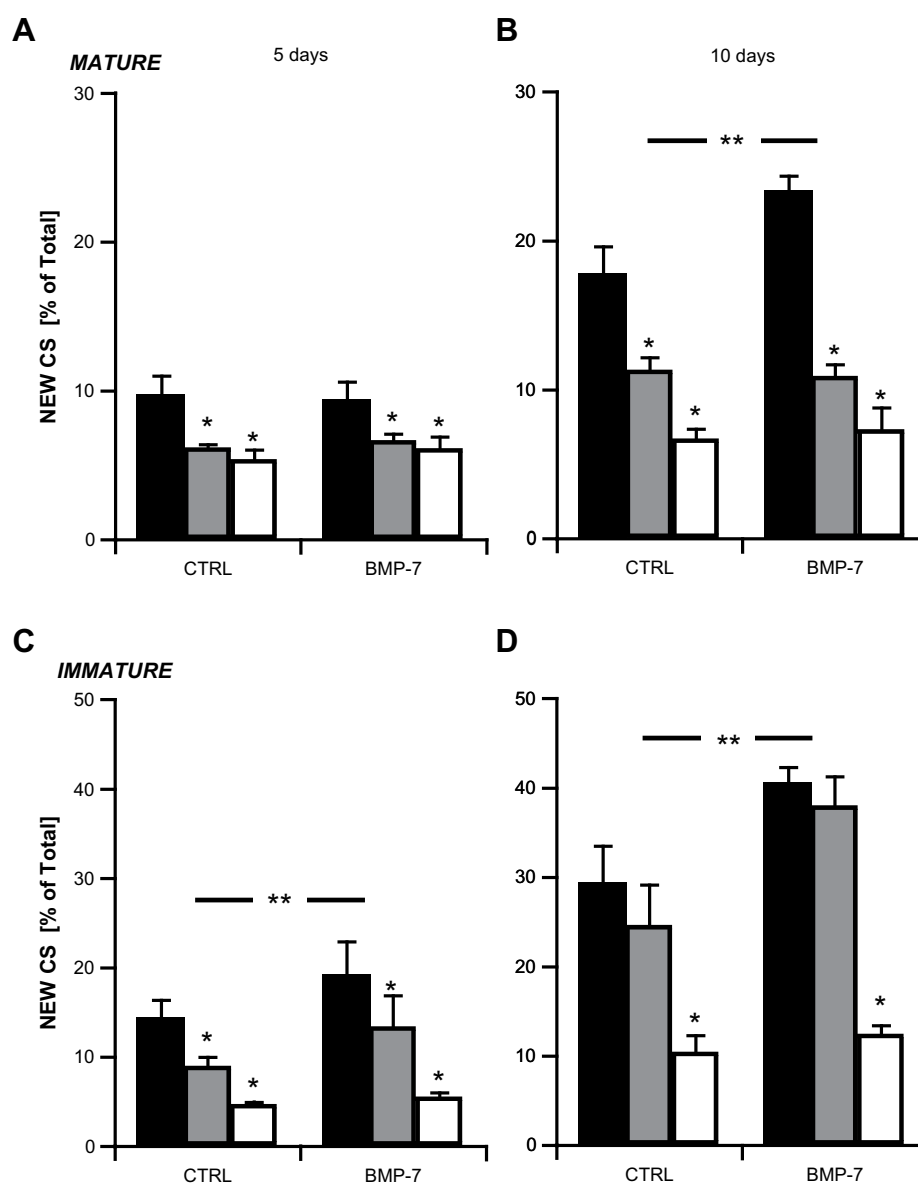 A
B
MATURE
5 days
10 days
NEW CS [% of Total]
30
20
10
0
* * * *
CTRL
BMP-7
30
20
10
0
**
* * * *
CTRL
BMP-7
C
D
IMMATURE
NEW CS [% of Total]
50
40
30
20
10
0
**
* * * *
CTRL
BMP-7
50
40
30
20
10
0
**
* *
CTRL
BMP-7